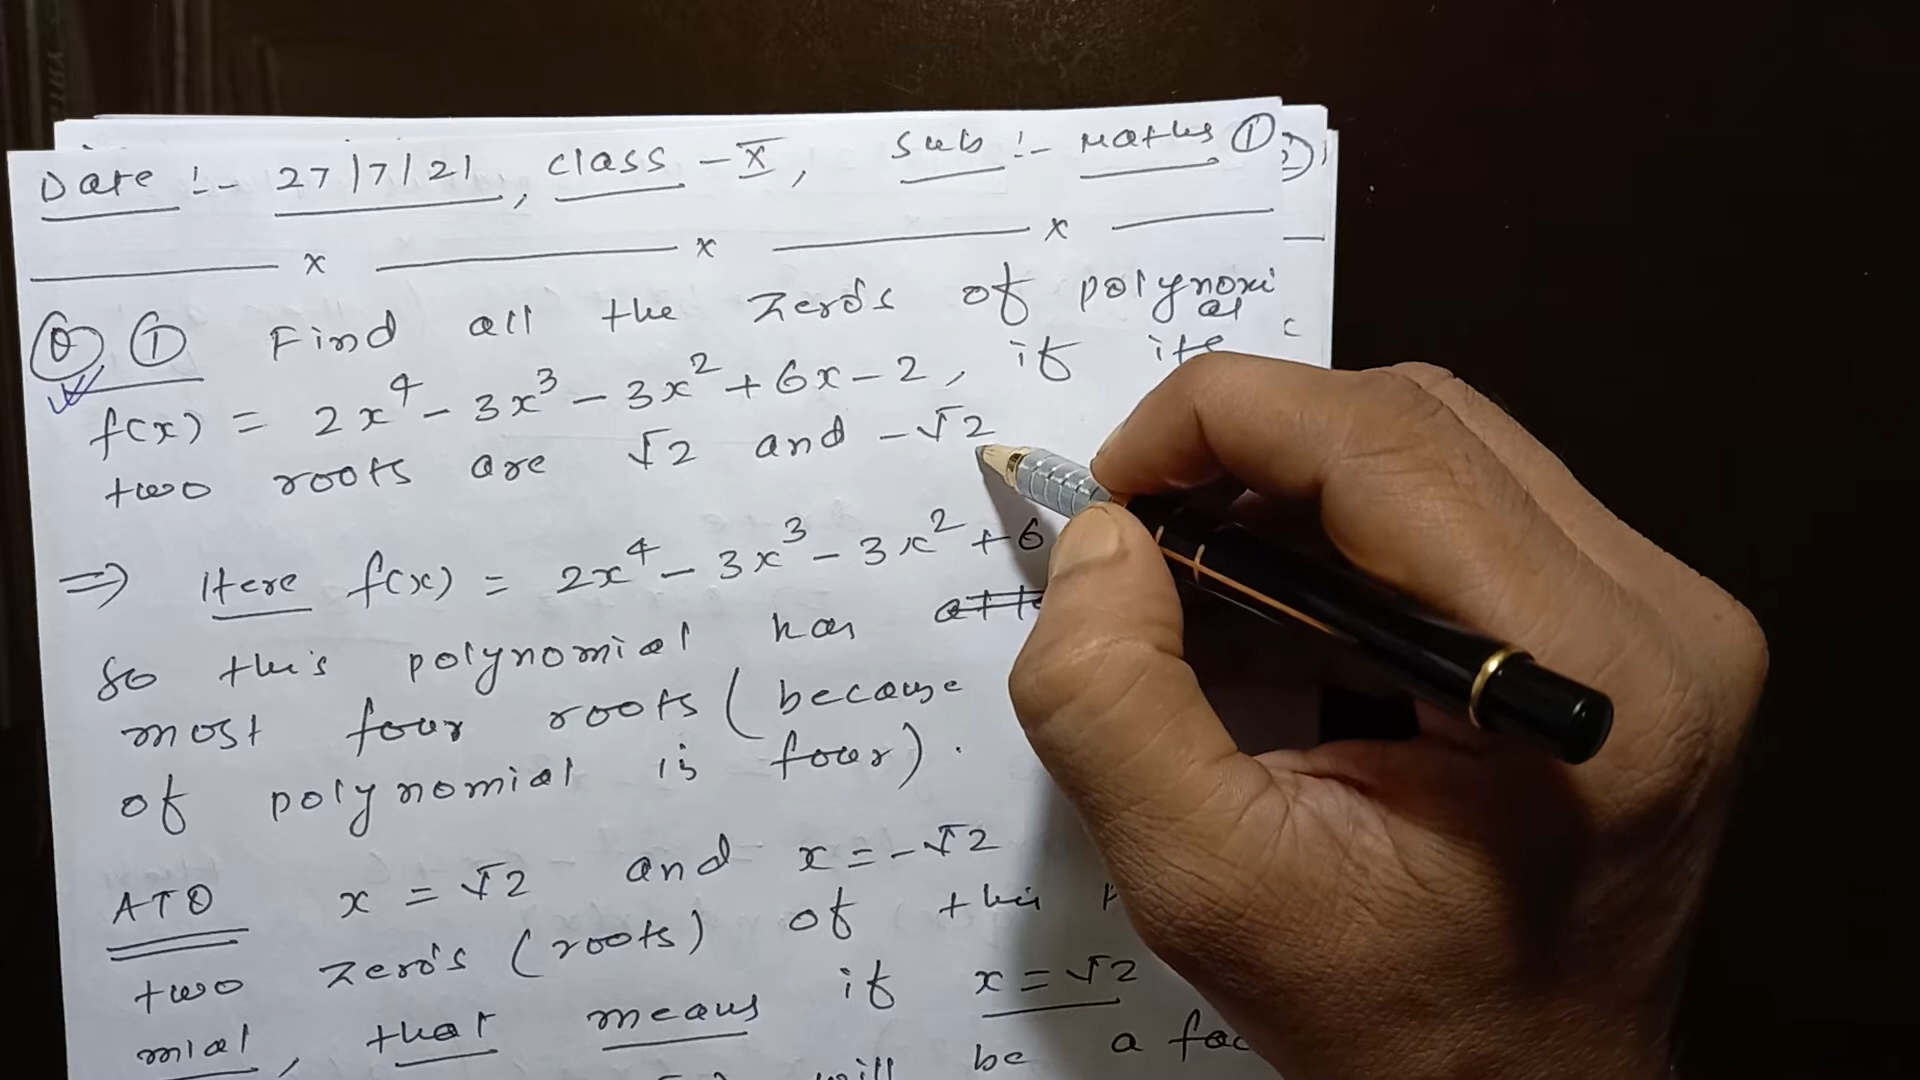 Date :- 27/7/21, class - X, Sub :- Maths ①
x x x
Q ① Find all the zero's of polynomial
f(x) = 2x⁴ - 3x³ - 3x² + 6x - 2, if its
two roots are √2 and -√2
⇒ Here f(x) = 2x⁴ - 3x³ - 3x² + 6
So this polynomial has
most four roots (because
of polynomial is four).
ATQ x = √2 and x = -√2
two zero's (roots) of this
mial, that means if x = √2
will be a fac